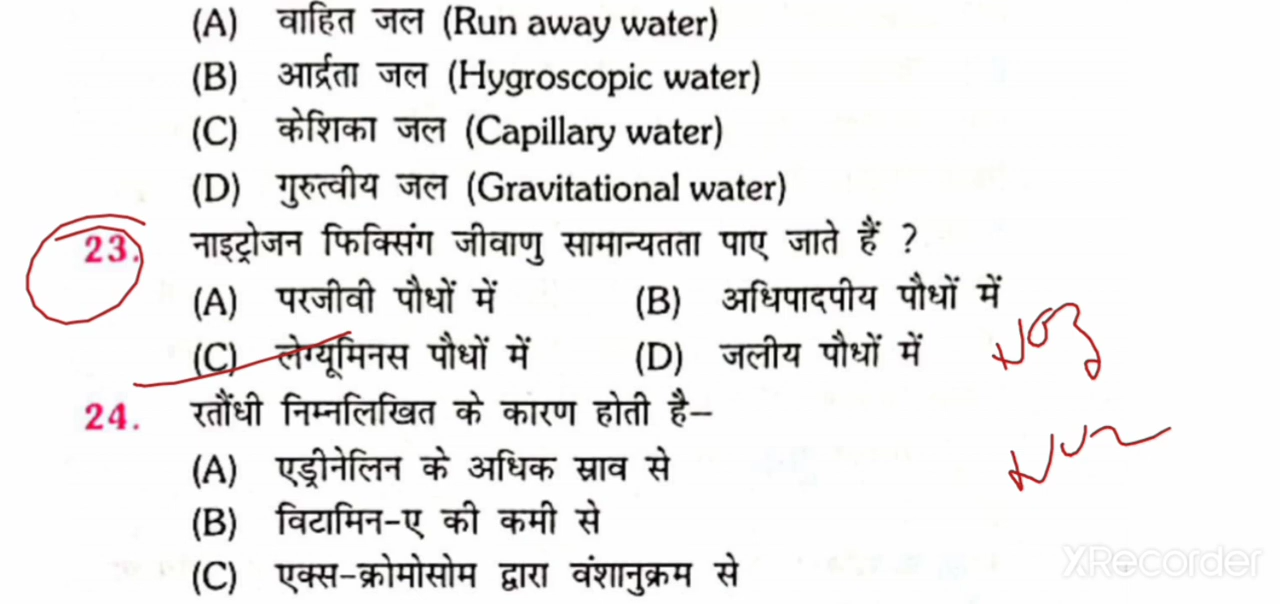 (A) वाहित जल (Run away water)
(B) आर्द्रता जल (Hygroscopic water)
(C) केशिका जल (Capillary water)
(D) गुरुत्वीय जल (Gravitational water)
23. नाइट्रोजन फिक्सिंग जीवाणु सामान्यतता पाए जाते हैं ?
(A) परजीवी पौधों में (B) अधिपादपीय पौधों में
(C) लेग्यूमिनस पौधों में (D) जलीय पौधों में
24. रतौंधी निम्नलिखित के कारण होती है–
(A) एड्रीनेलिन के अधिक स्राव से
(B) विटामिन-ए की कमी से
(C) एक्स-क्रोमोसोम द्वारा वंशानुक्रम से
XRecorder